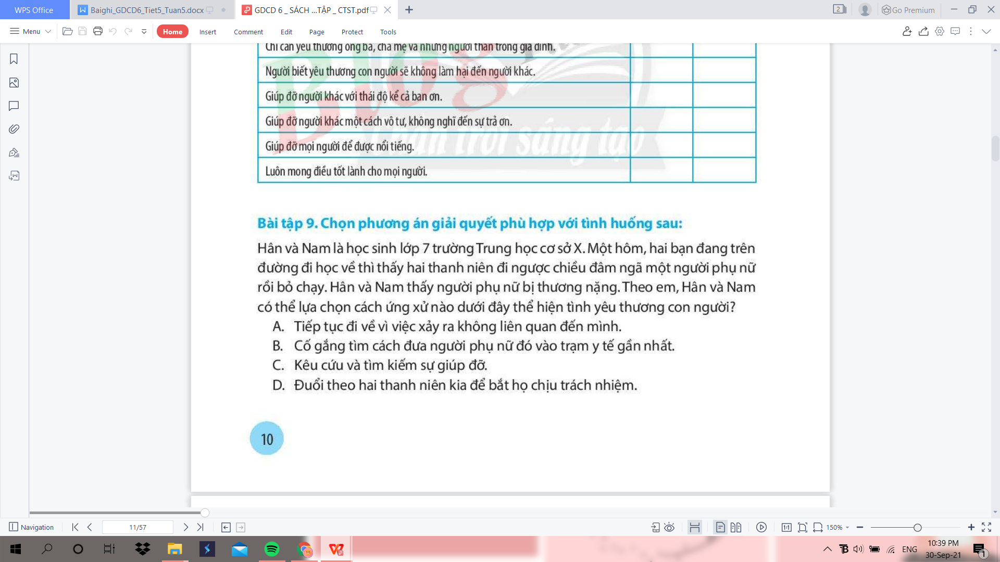 WPS Office
Baighi_GDCD6_Tiet5_Tuan5.docx
GDCD 6 _ SÁCH ...TẬP _ CTST.pdf
2
Go Premium
Menu
Home
Insert
Comment
Edit
Page
Protect
Tools
Chỉ cần yêu thương ông bà, cha mẹ và những người thân trong gia đình.
Người biết yêu thương con người sẽ không làm hại đến người khác.
Giúp đỡ người khác với thái độ kể cả ban ơn.
Giúp đỡ người khác một cách vô tư, không nghĩ đến sự trả ơn.
Giúp đỡ mọi người để được nổi tiếng.
Luôn mong điều tốt lành cho mọi người.
Blog
Chân trời sáng tạo
Bài tập 9. Chọn phương án giải quyết phù hợp với tình huống sau:
Hân và Nam là học sinh lớp 7 trường Trung học cơ sở X. Một hôm, hai bạn đang trên
đường đi học về thì thấy hai thanh niên đi ngược chiều đâm ngã một người phụ nữ
rồi bỏ chạy. Hân và Nam thấy người phụ nữ bị thương nặng. Theo em, Hân và Nam
có thể lựa chọn cách ứng xử nào dưới đây thể hiện tình yêu thương con người?
A. Tiếp tục đi về vì việc xảy ra không liên quan đến mình.
B. Cố gắng tìm cách đưa người phụ nữ đó vào trạm y tế gần nhất.
C. Kêu cứu và tìm kiếm sự giúp đỡ.
D. Đuổi theo hai thanh niên kia để bắt họ chịu trách nhiệm.
10
Navigation
11/57
1:1
150%
ENG
10:39 PM
30-Sep-21
1